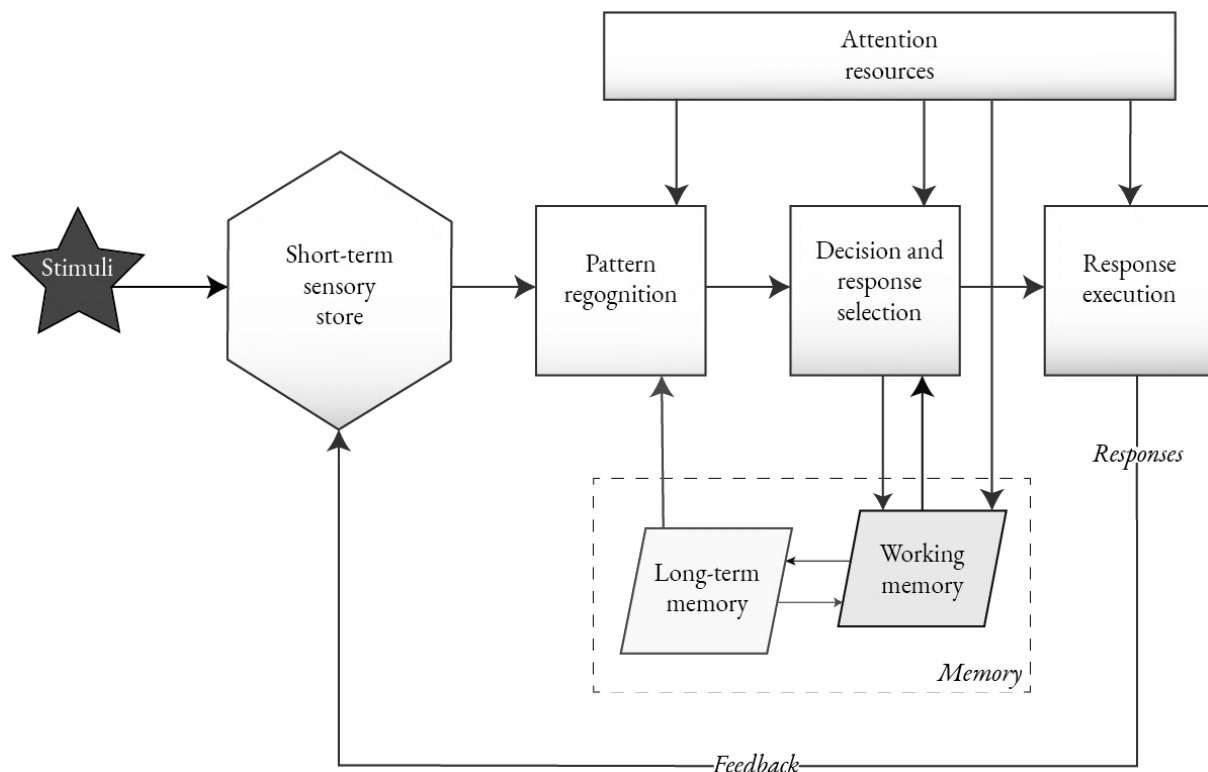 Attention
resources
Stimuli
Short-term
sensory
store
Pattern
regognition
Decision and
response
selection
Response
execution
Responses
Long-term
memory
Working
memory
Memory
Feedback